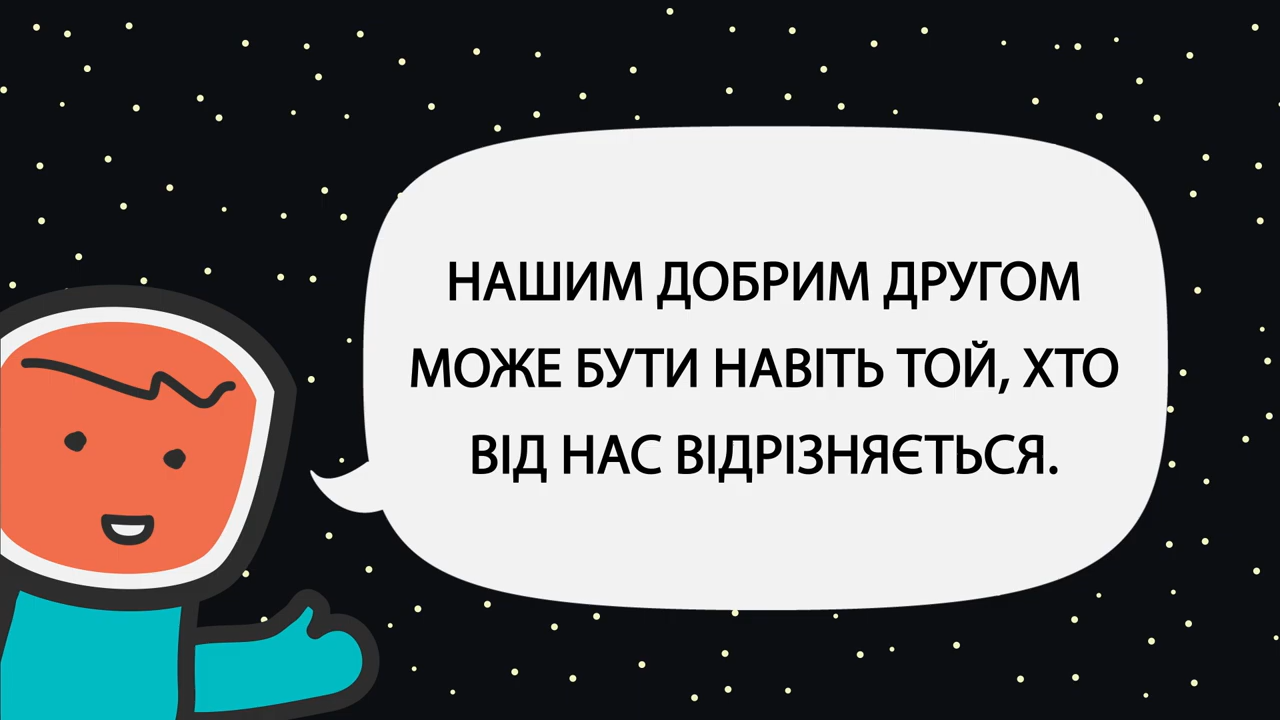 НАШИМ ДОБРИМ ДРУГОМ
МОЖЕ БУТИ НАВІТЬ ТОЙ, ХТО
ВІД НАС ВІДРІЗНЯЄТЬСЯ.